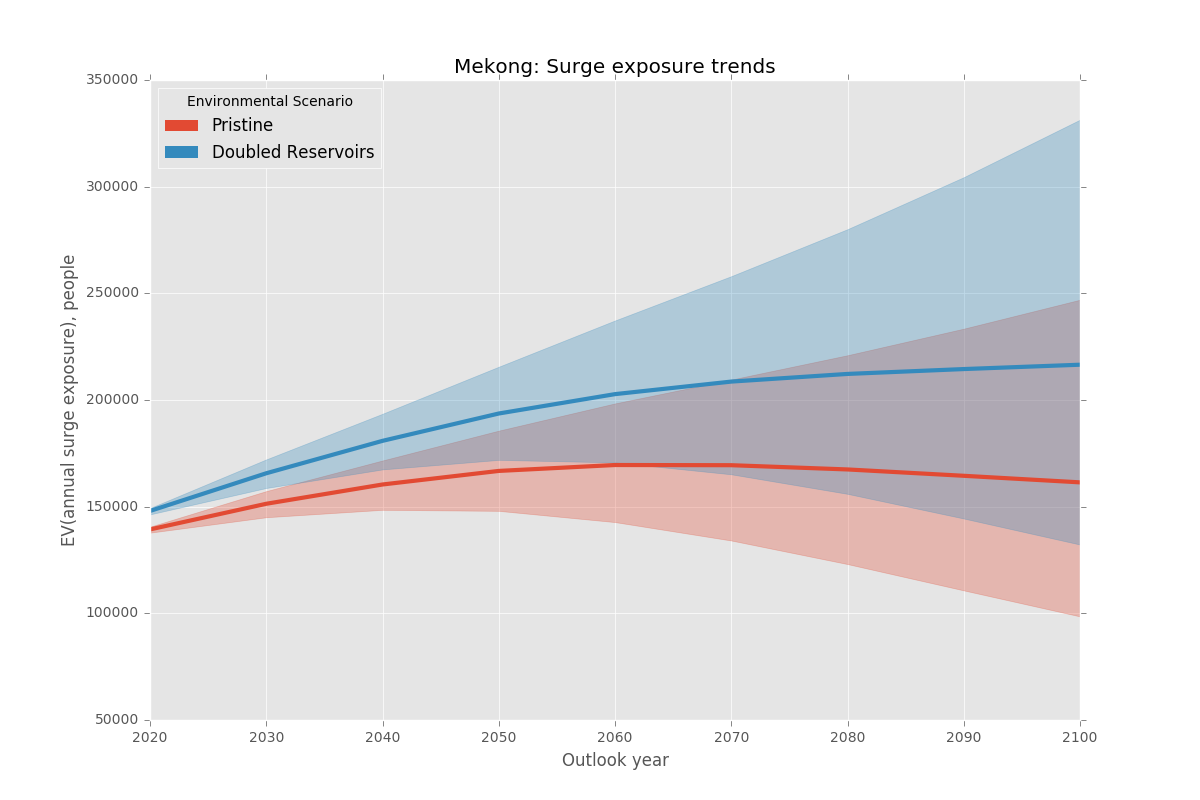 Mekong: Surge exposure trends
350000
300000
250000
200000
150000
100000
50000
EV(annual surge exposure), people
Environmental Scenario
Pristine
Doubled Reservoirs
2020 2030 2040 2050 2060 2070 2080 2090 2100
Outlook year